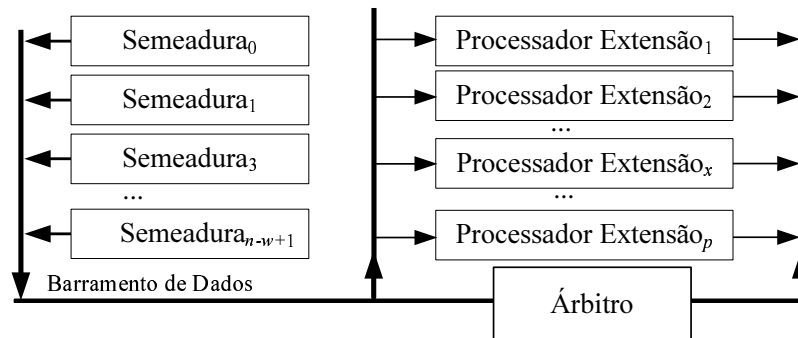 Semeadura0
Semeadura1
Semeadura3
...
Semeaduran-w+1
Barramento de Dados
Processador Extensão1
Processador Extensão2
...
Processador Extensãox
...
Processador Extensãop
Árbitro